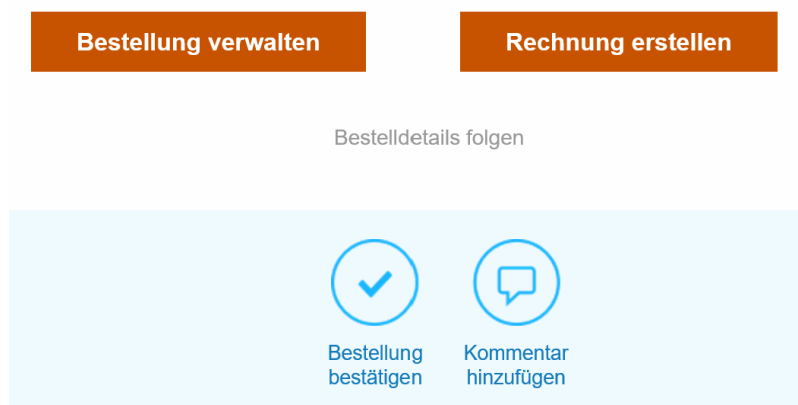 Bestellung verwalten
Rechnung erstellen
Bestelldetails folgen
Bestellung
bestätigen
Kommentar
hinzufügen